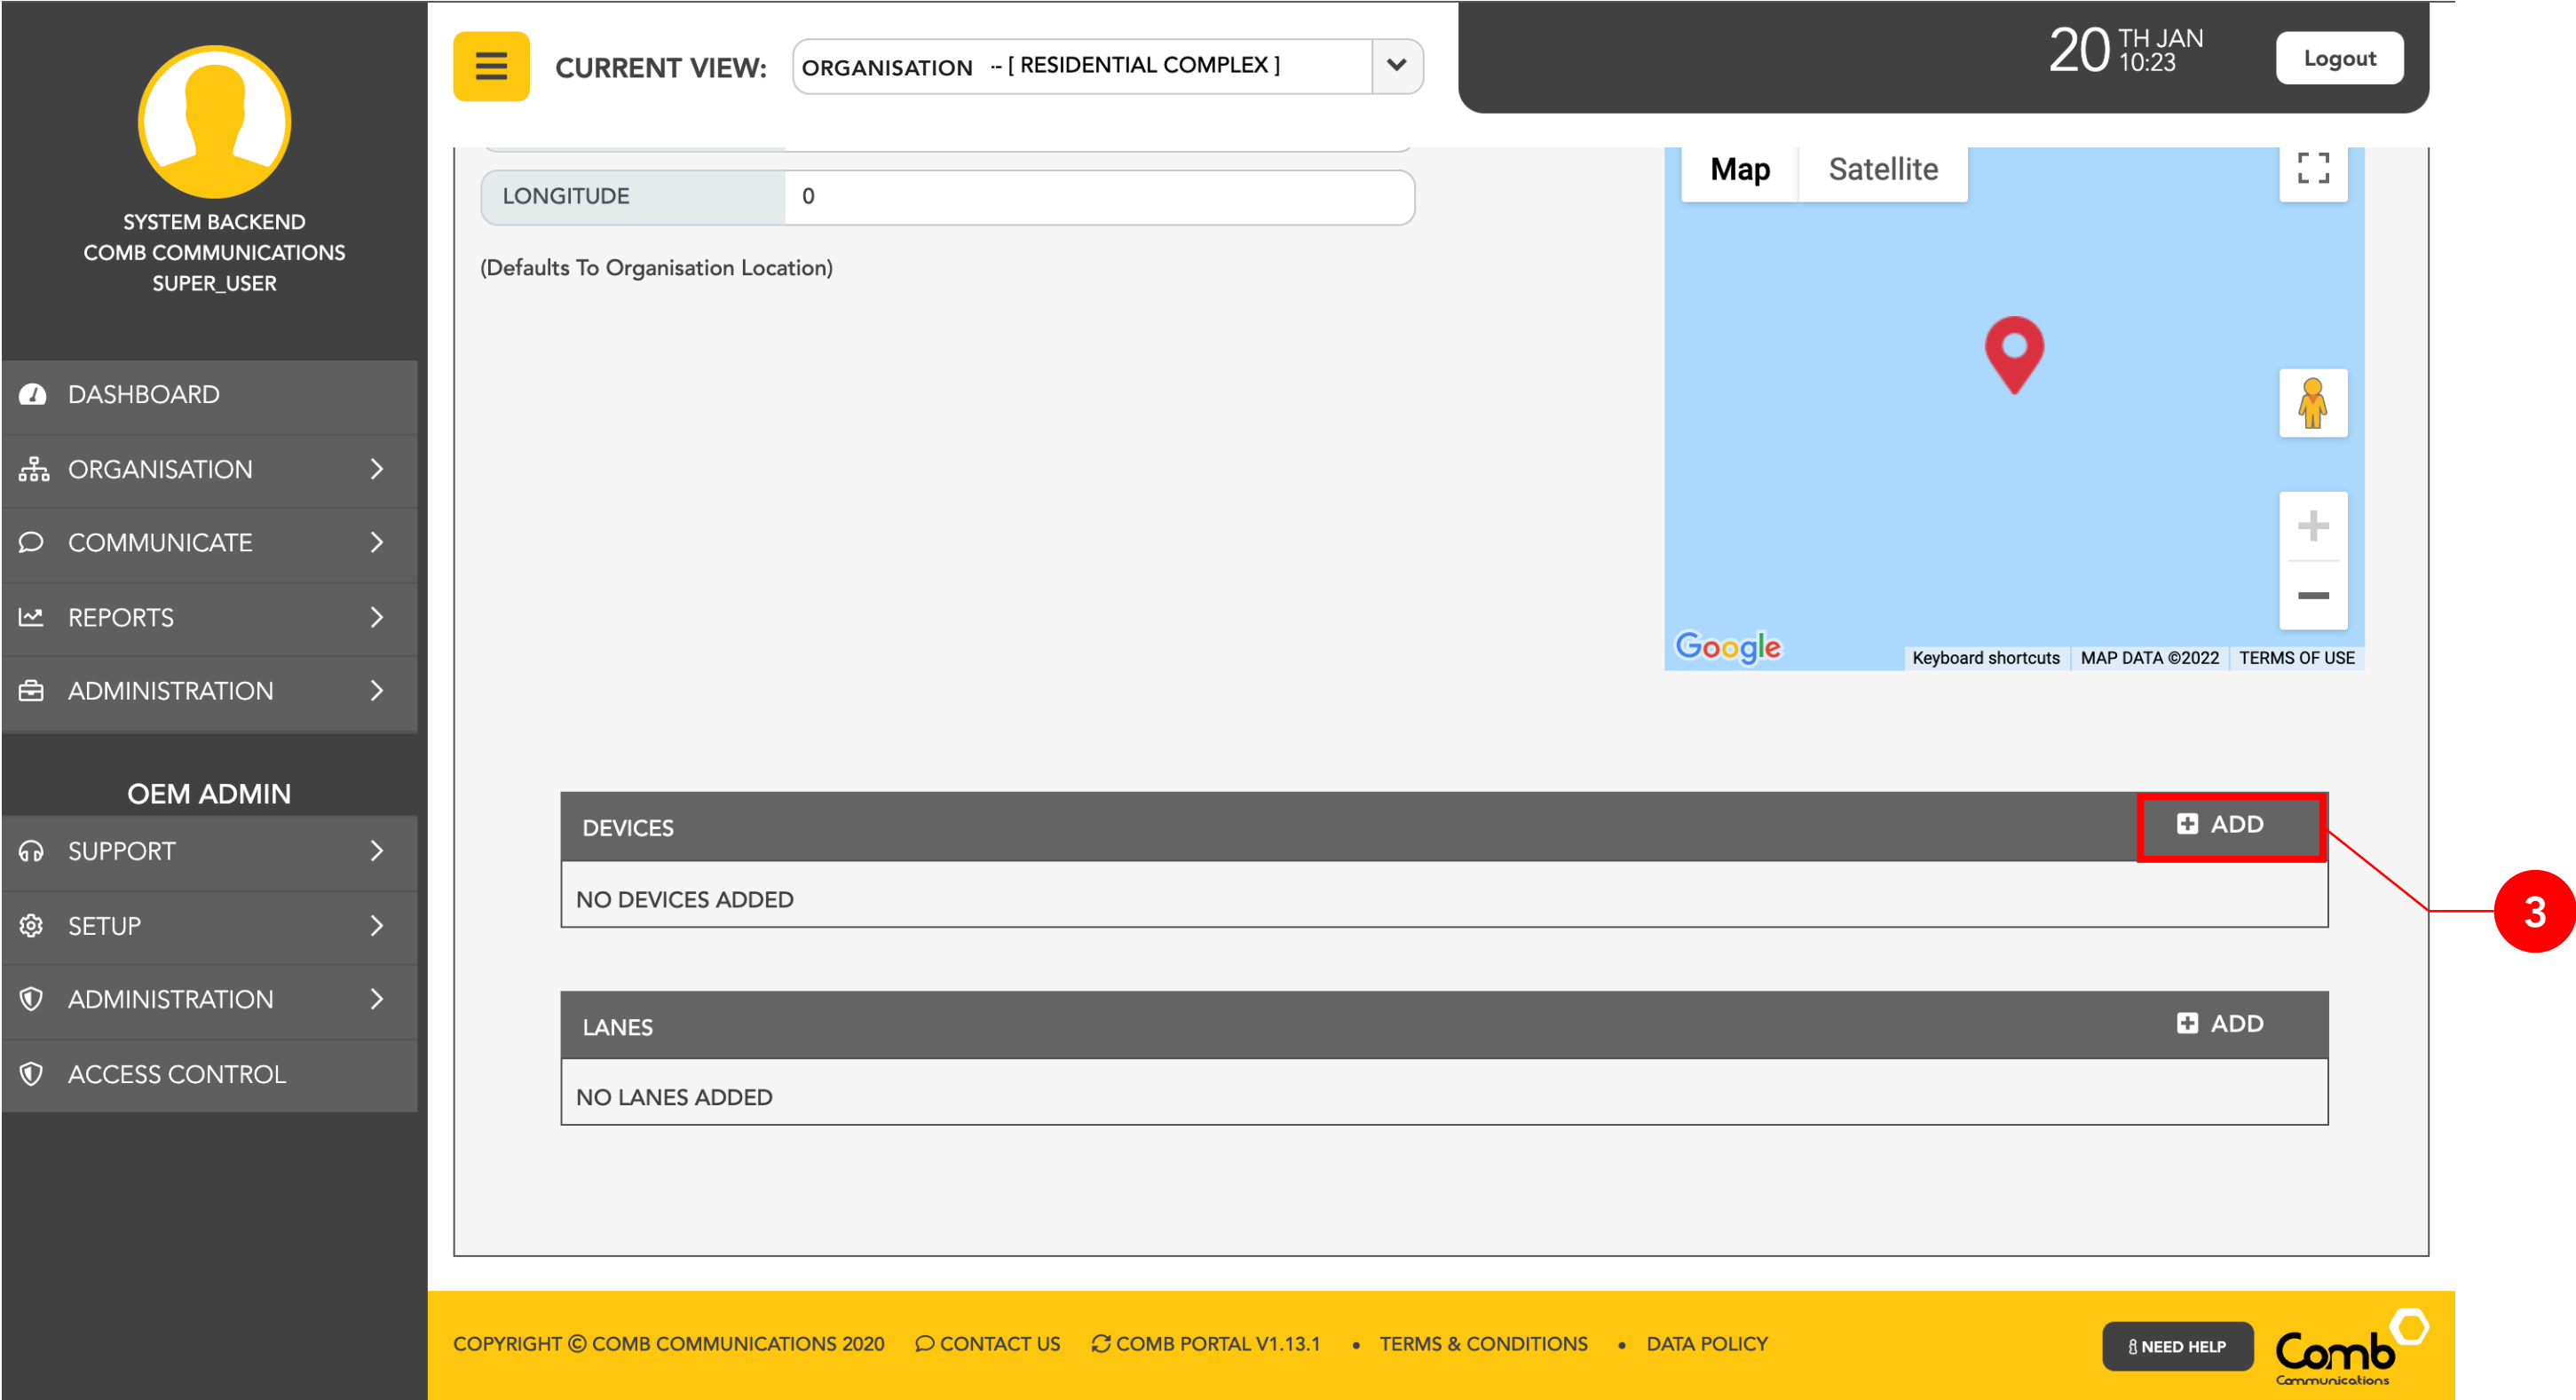 SYSTEM BACKEND
COMB COMMUNICATIONS
SUPER_USER
DASHBOARD
ORGANISATION
COMMUNICATE
REPORTS
ADMINISTRATION
OEM ADMIN
SUPPORT
SETUP
ADMINISTRATION
ACCESS CONTROL
CURRENT VIEW: ORGANISATION -- [ RESIDENTIAL COMPLEX ]
20 TH JAN
10:23
Logout
LONGITUDE 0
(Defaults To Organisation Location)
Map Satellite
Google
Keyboard shortcuts MAP DATA ©2022 TERMS OF USE
DEVICES ADD
NO DEVICES ADDED
3
LANES ADD
NO LANES ADDED
COPYRIGHT © COMB COMMUNICATIONS 2020 CONTACT US COMB PORTAL V1.13.1 • TERMS & CONDITIONS • DATA POLICY
NEED HELP
Comb
Communications